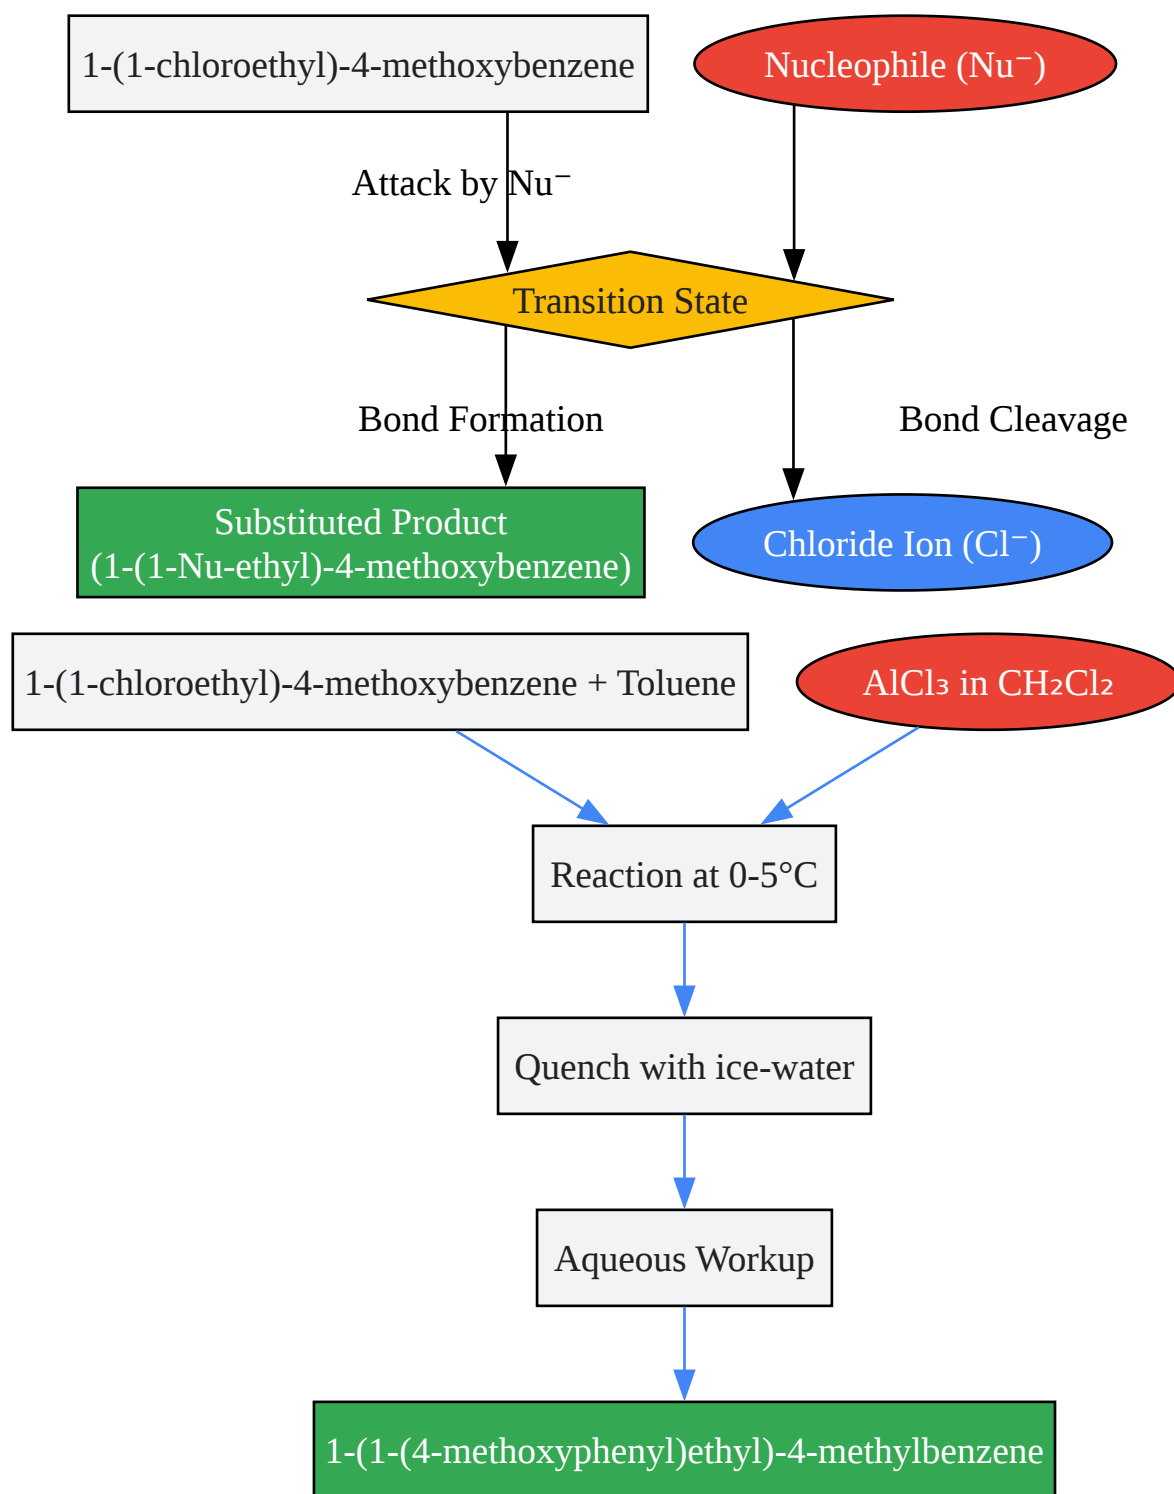 1-(1-chloroethyl)-4-methoxybenzene
Nucleophile (Nu⁻)
Attack by Nu⁻
Transition State
Bond Formation
Bond Cleavage
Substituted Product
(1-(1-Nu-ethyl)-4-methoxybenzene)
Chloride Ion (Cl⁻)
1-(1-chloroethyl)-4-methoxybenzene + Toluene
AlCl₃ in CH₂Cl₂
Reaction at 0-5°C
Quench with ice-water
Aqueous Workup
1-(1-(4-methoxyphenyl)ethyl)-4-methylbenzene